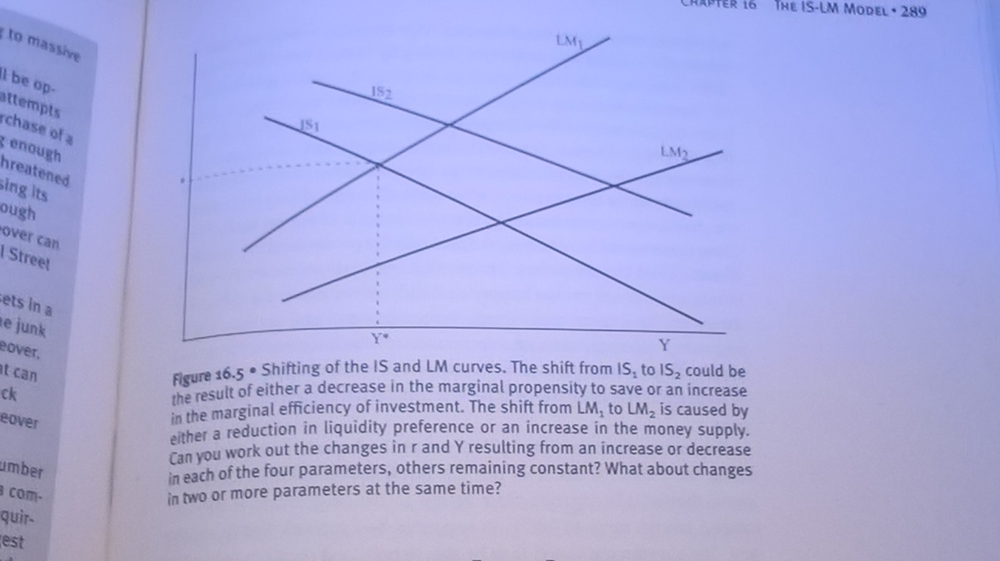 to massive
ll be op-
attempts
rchase of a
g enough
hreatened
sing its
ough
eover can
l Street
sets in a
ne junk
eover.
at can
ck
eover
umber
a com-
quir-
gest
CHAPTER 16 THE IS-LM MODEL • 289
LM₁
IS₂
IS₁
LM₂
Y*
Y
Figure 16.5 • Shifting of the IS and LM curves. The shift from IS₁ to IS₂ could be
the result of either a decrease in the marginal propensity to save or an increase
in the marginal efficiency of investment. The shift from LM₁ to LM₂ is caused by
either a reduction in liquidity preference or an increase in the money supply.
Can you work out the changes in r and Y resulting from an increase or decrease
in each of the four parameters, others remaining constant? What about changes
in two or more parameters at the same time?